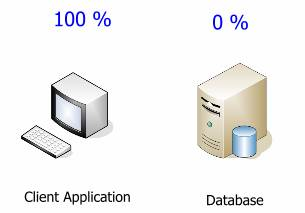 100 %
0 %
Client Application
Database